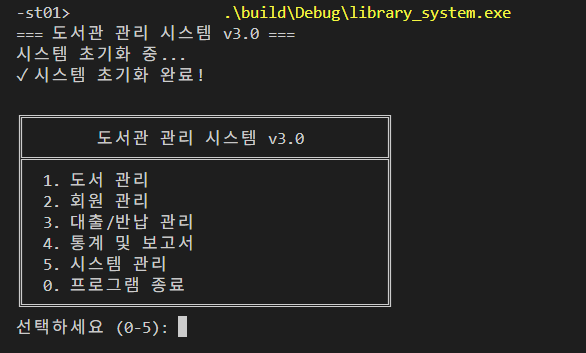 -st01> .\build\Debug\library_system.exe
=== 도서관 관리 시스템 v3.0 ===
시스템 초기화 중...
✓ 시스템 초기화 완료!
도서관 관리 시스템 v3.0
1. 도서 관리
2. 회원 관리
3. 대출/반납 관리
4. 통계 및 보고서
5. 시스템 관리
0. 프로그램 종료
선택하세요 (0-5):